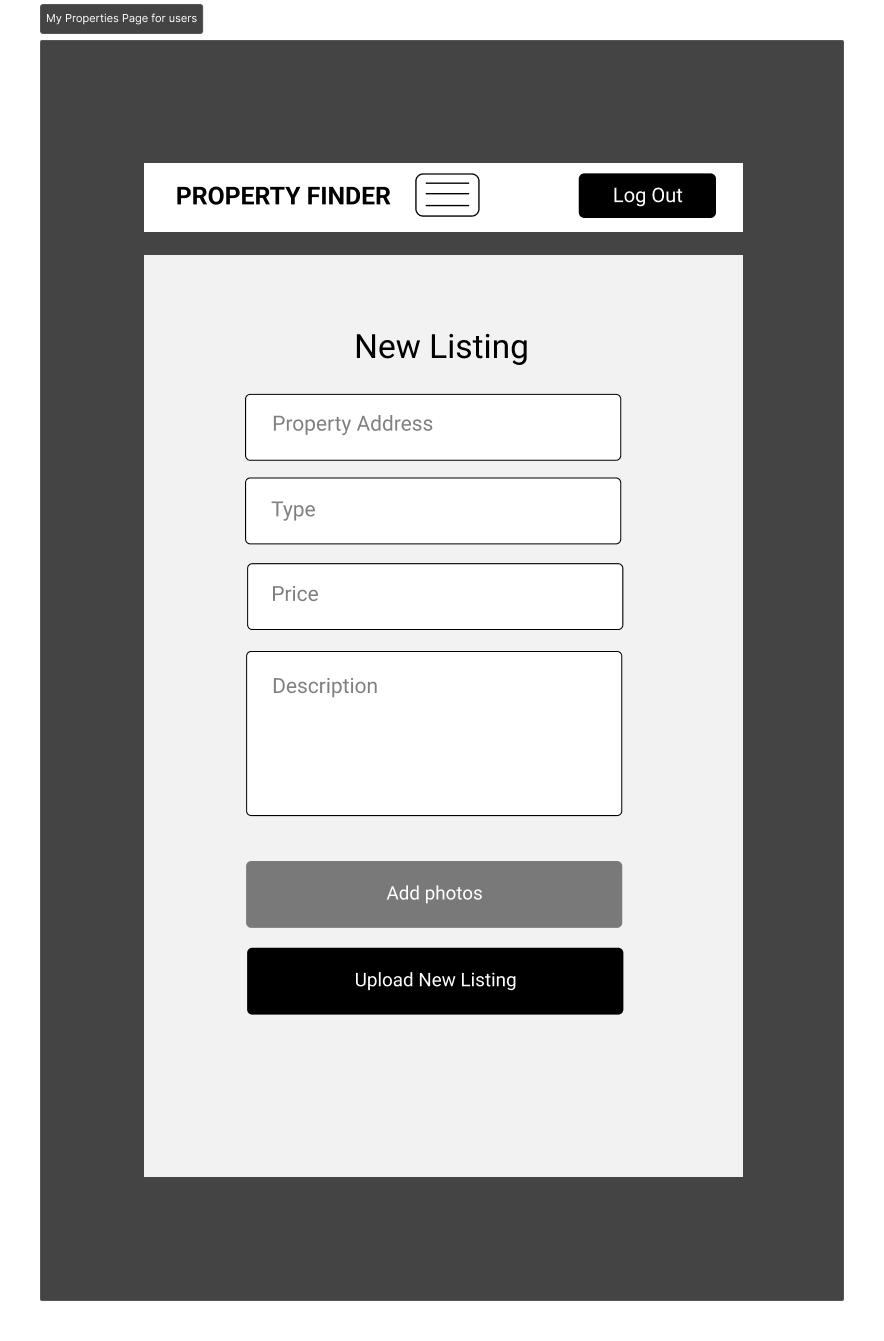 My Properties Page for users
PROPERTY FINDER
Log Out
New Listing
Property Address
Type
Price
Description
Add photos
Upload New Listing